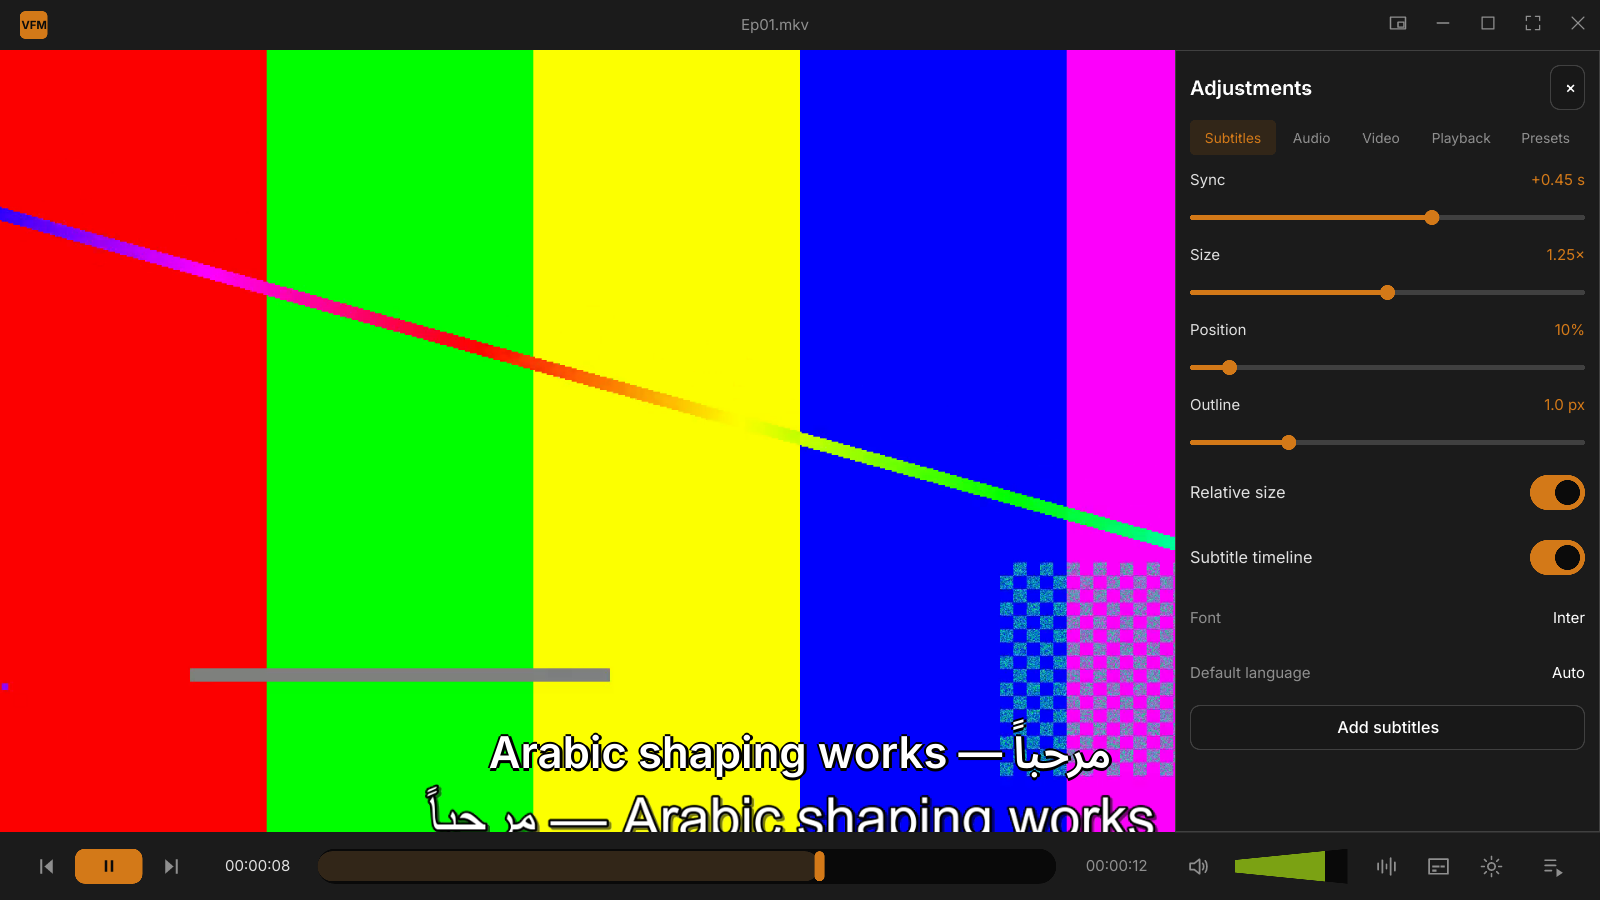 VFM
Ep01.mkv
Adjustments
×
Subtitles Audio Video Playback Presets
Sync +0.45 s
Size 1.25×
Position 10%
Outline 1.0 px
Relative size
Subtitle timeline
Font Inter
Default language Auto
Add subtitles
Arabic shaping works — مرحباً
مرحباً — Arabic shaping works
00:00:08
00:00:12